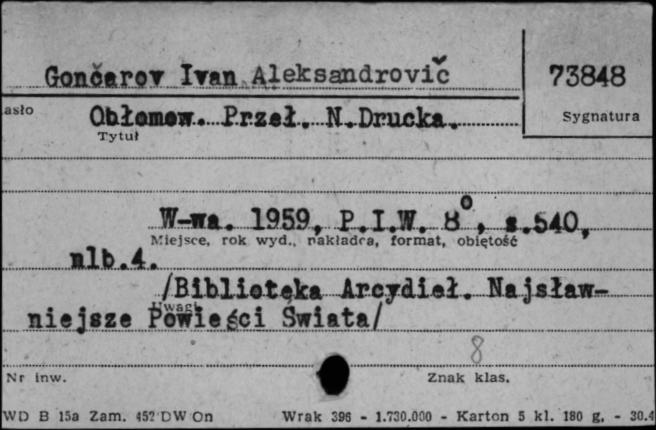 Gončarov Ivan Aleksandrovič
73848
asło
Obłomow. Przeł. N.Drucka.
Sygnatura
Tytuł
W-wa. 1959, P.I.W. 8°, s.540,
Miejsce, rok wyd., nakładca, format, objętość
nlb.4.
/Biblioteka Arcydieł. Najsław-
Uwagi
niejsze Powieści Świata/
8
Nr inw.
Znak klas.
WD B 15a Zam. 452 DW On Wrak 396 - 1.730.000 - Karton 5 kl. 180 g. - 30.4